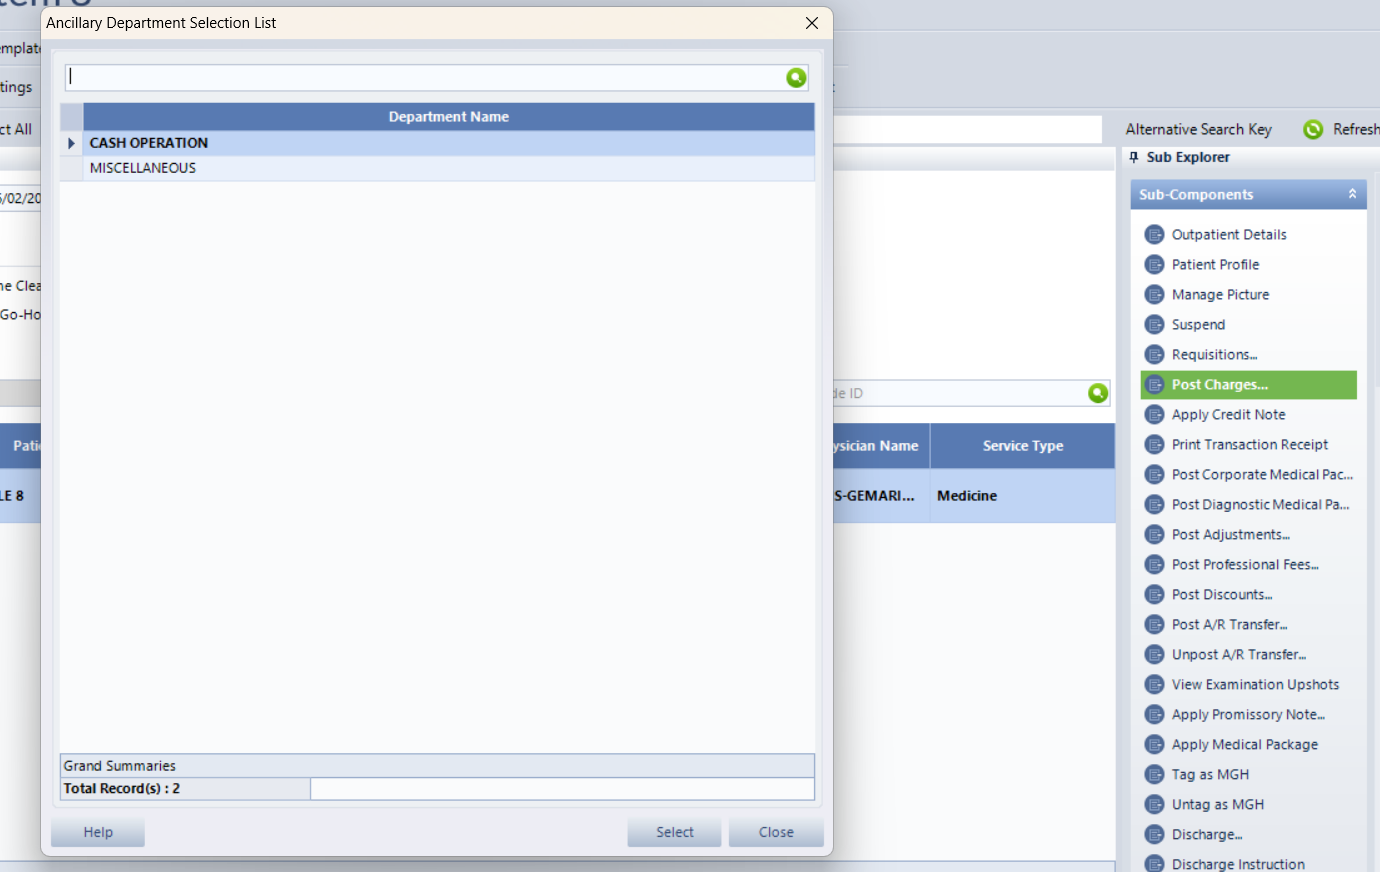 Ancillary Department Selection List
Department Name
CASH OPERATION
MISCELLANEOUS
Grand Summaries
Total Record(s) : 2
Help
Select
Close
tings
ct All
/02/20
Go-Ho
LE 8
de ID
Service Type
Name
S-GEMARI...
Medicine
Alternative Search Key
Refresh
Sub Explorer
Sub-Components
Outpatient Details
Patient Profile
Manage Picture
Suspend
Requisitions...
Post Charges...
Apply Credit Note
Print Transaction Receipt
Post Corporate Medical Pac...
Post Diagnostic Medical Pa...
Post Adjustments...
Post Professional Fees...
Post Discounts...
Post A/R Transfer...
Unpost A/R Transfer...
View Examination Upshots
Apply Promissory Note...
Apply Medical Package
Tag as MGH
Untag as MGH
Discharge...
Discharge Instruction